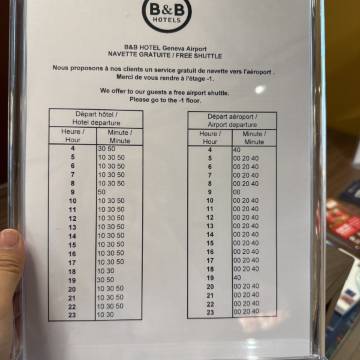 B&B
HOTELS
B&B HOTEL Geneva Airport
NAVETTE GRATUITE / FREE SHUTTLE
Nous proposons à nos clients un service gratuit de navette vers l'aéroport .
Merci de vous rendre à l'étage -1.
We offer to our guests a free airport shuttle.
Please go to the -1 floor.
Départ hôtel /
Hotel departure
Heure / Hour Minute / Minute
4 30 50
5 10 30 50
6 10 30 50
7 10 30 50
8 10 30 50
9 50
10 10 30 50
11 10 30 50
12 10 30 50
13 10 30 50
14 10 30 50
15 10 30 50
16 10 30 50
17 10 30 50
18 10 30
19 30 50
20 10 30 50
21 10 30 50
22 10 30 50
23 10 30
Départ aéroport /
Airport departure
Heure / Hour Minute / Minute
4 40
5 00 20 40
6 00 20 40
7 00 20 40
8 00 20 40
9 00
10 00 20 40
11 00 20 40
12 00 20 40
13 00 20 40
14 00 20 40
15 00 20 40
16 00 20 40
17 00 20 40
18 00 20 40
19 40
20 00 20 40
21 00 20 40
22 00 20 40
23 00 20 40